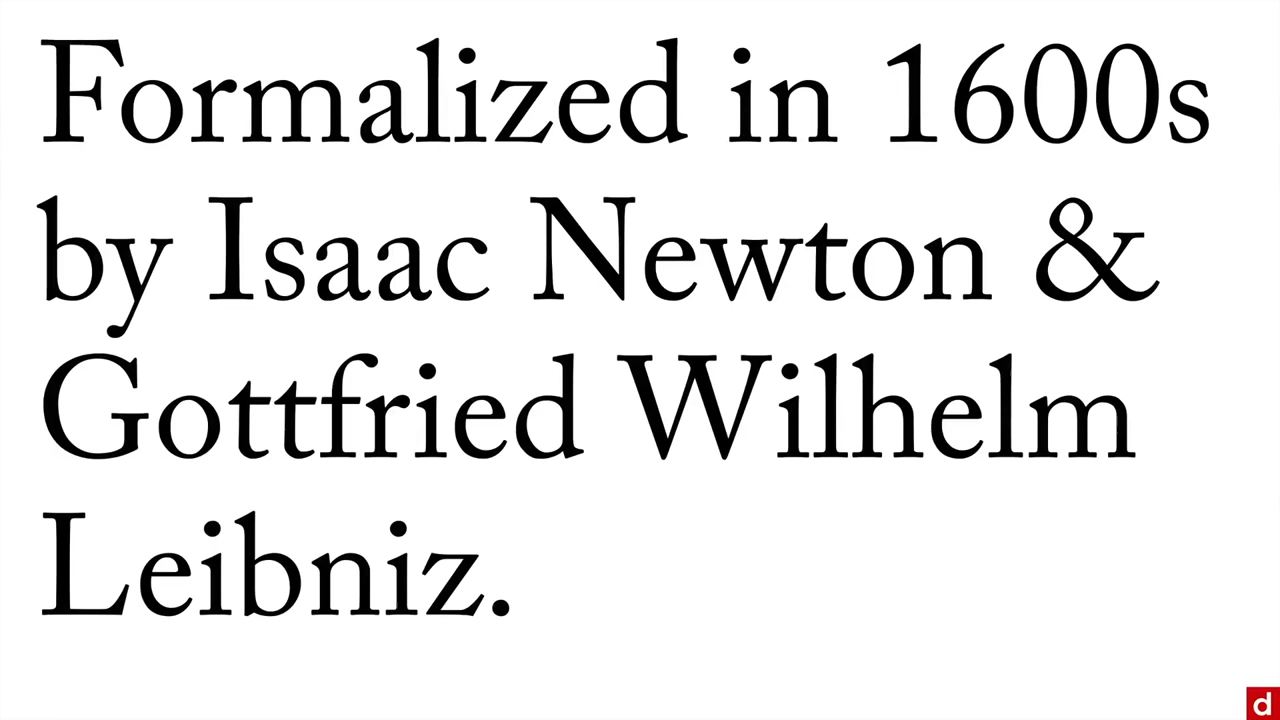 Formalized in 1600s
by Isaac Newton &
Gottfried Wilhelm
Leibniz.
d